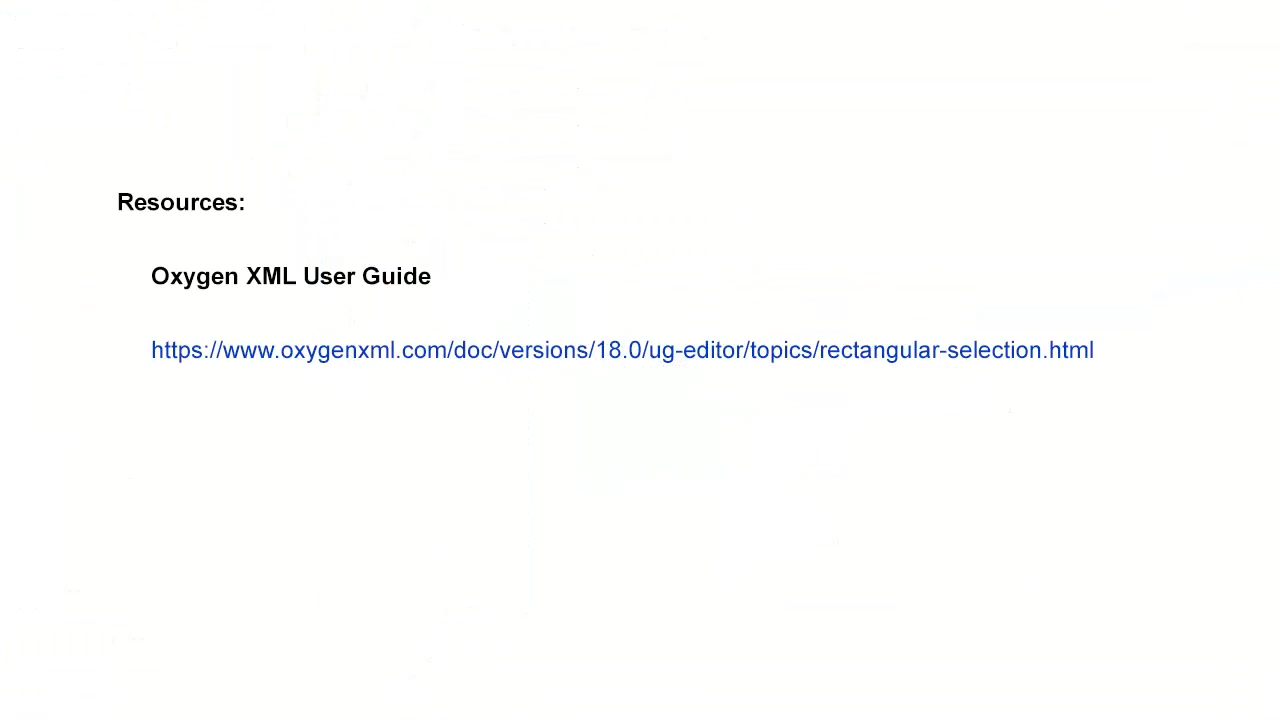 Resources:
Oxygen XML User Guide
https://www.oxygenxml.com/doc/versions/18.0/ug-editor/topics/rectangular-selection.html